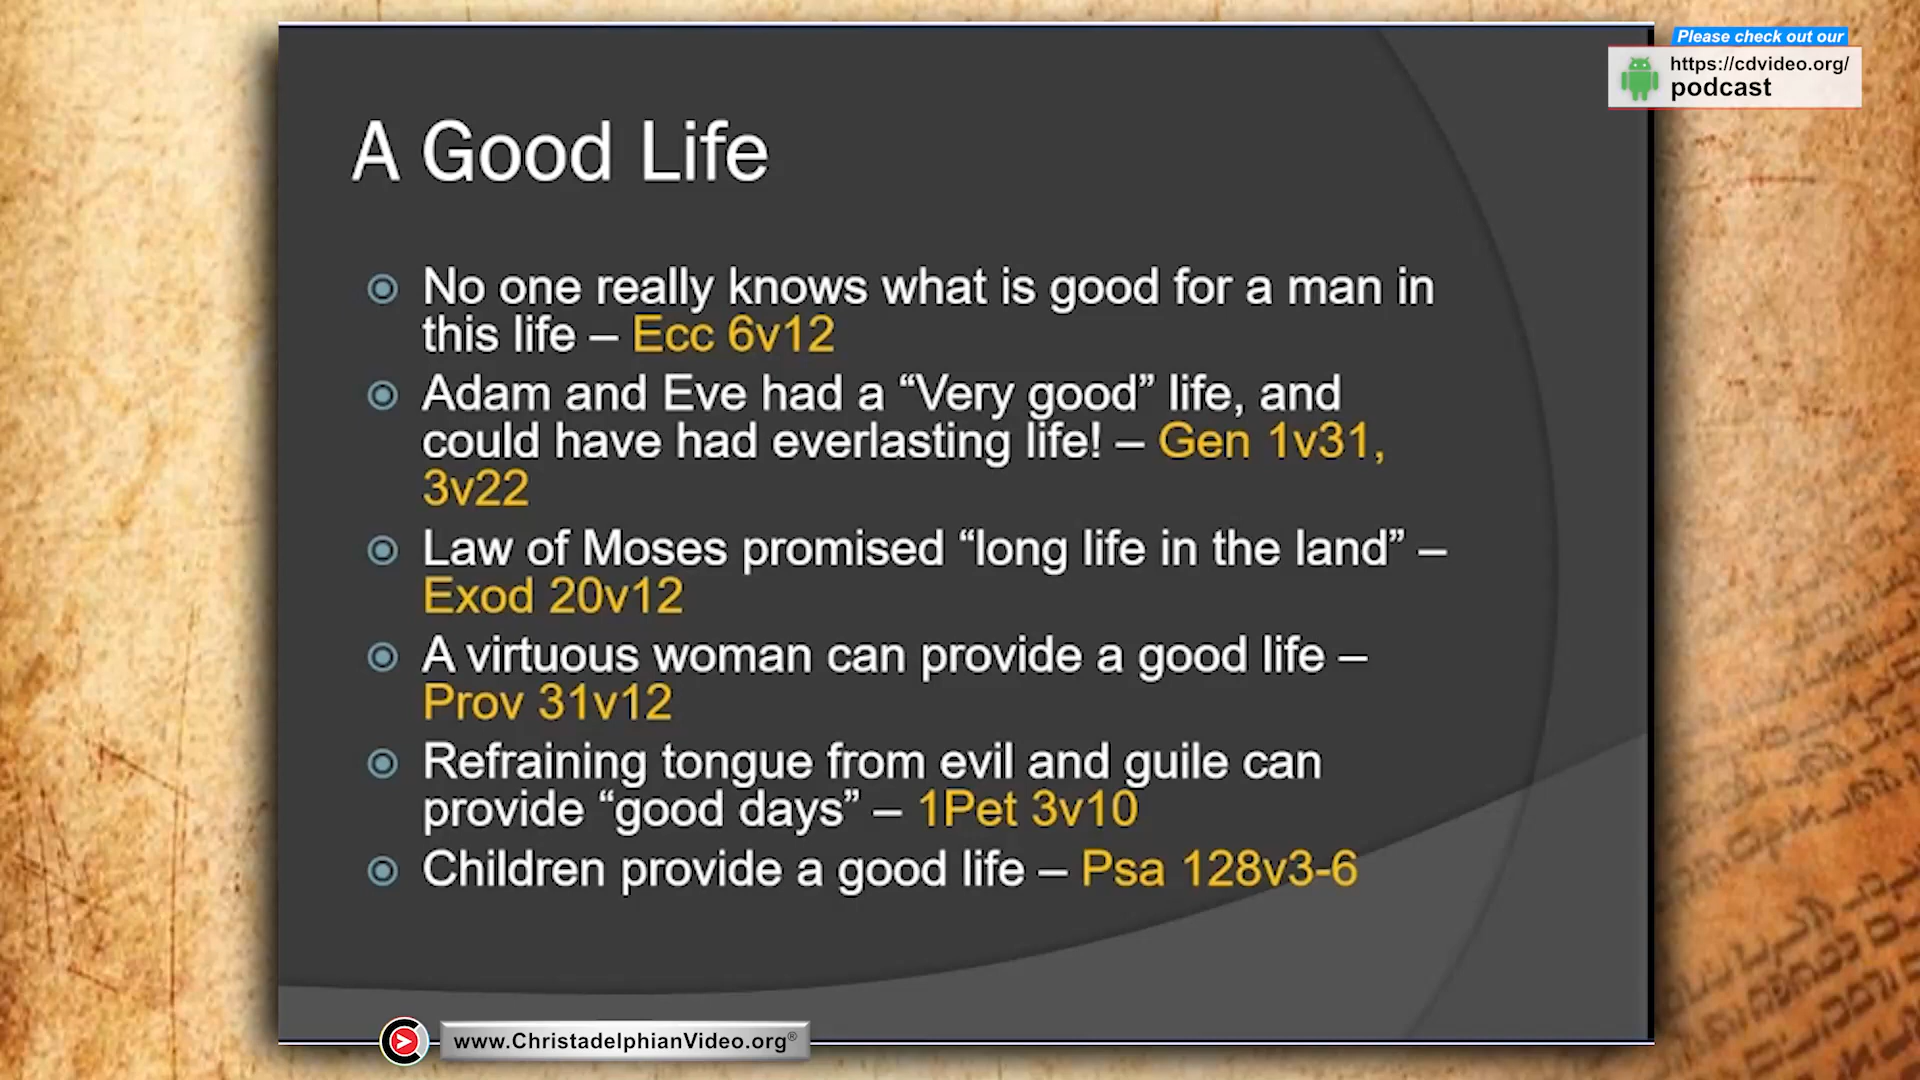 Please check out our
https://cdvideo.org/
podcast
A Good Life
No one really knows what is good for a man in
this life – Ecc 6v12
Adam and Eve had a “Very good” life, and
could have had everlasting life! – Gen 1v31,
3v22
Law of Moses promised “long life in the land” –
Exod 20v12
A virtuous woman can provide a good life –
Prov 31v12
Refraining tongue from evil and guile can
provide “good days” – 1Pet 3v10
Children provide a good life – Psa 128v3-6
www.ChristadelphianVideo.org®